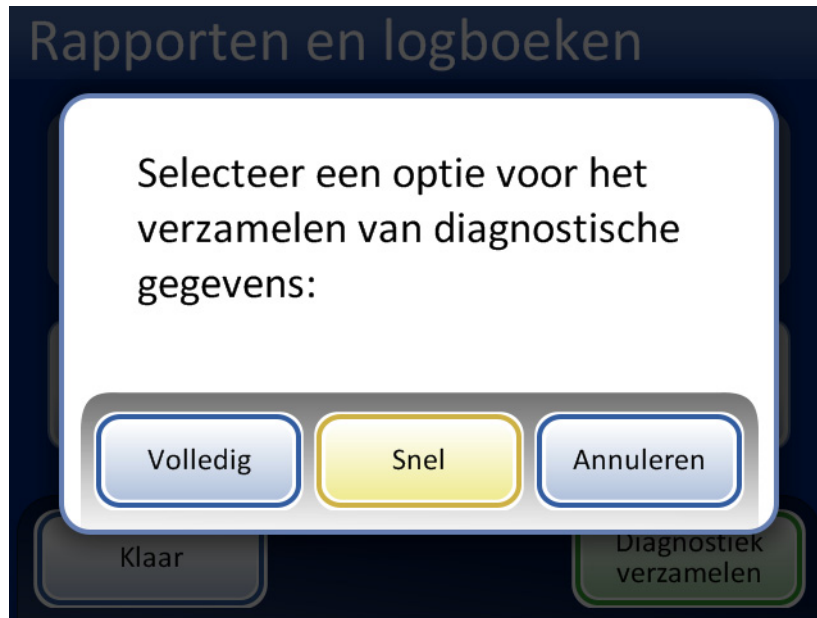 Rapporten en logboeken
Selecteer een optie voor het
verzamelen van diagnostische
gegevens:
Volledig
Snel
Annuleren
Klaar
Diagnostiek
verzamelen